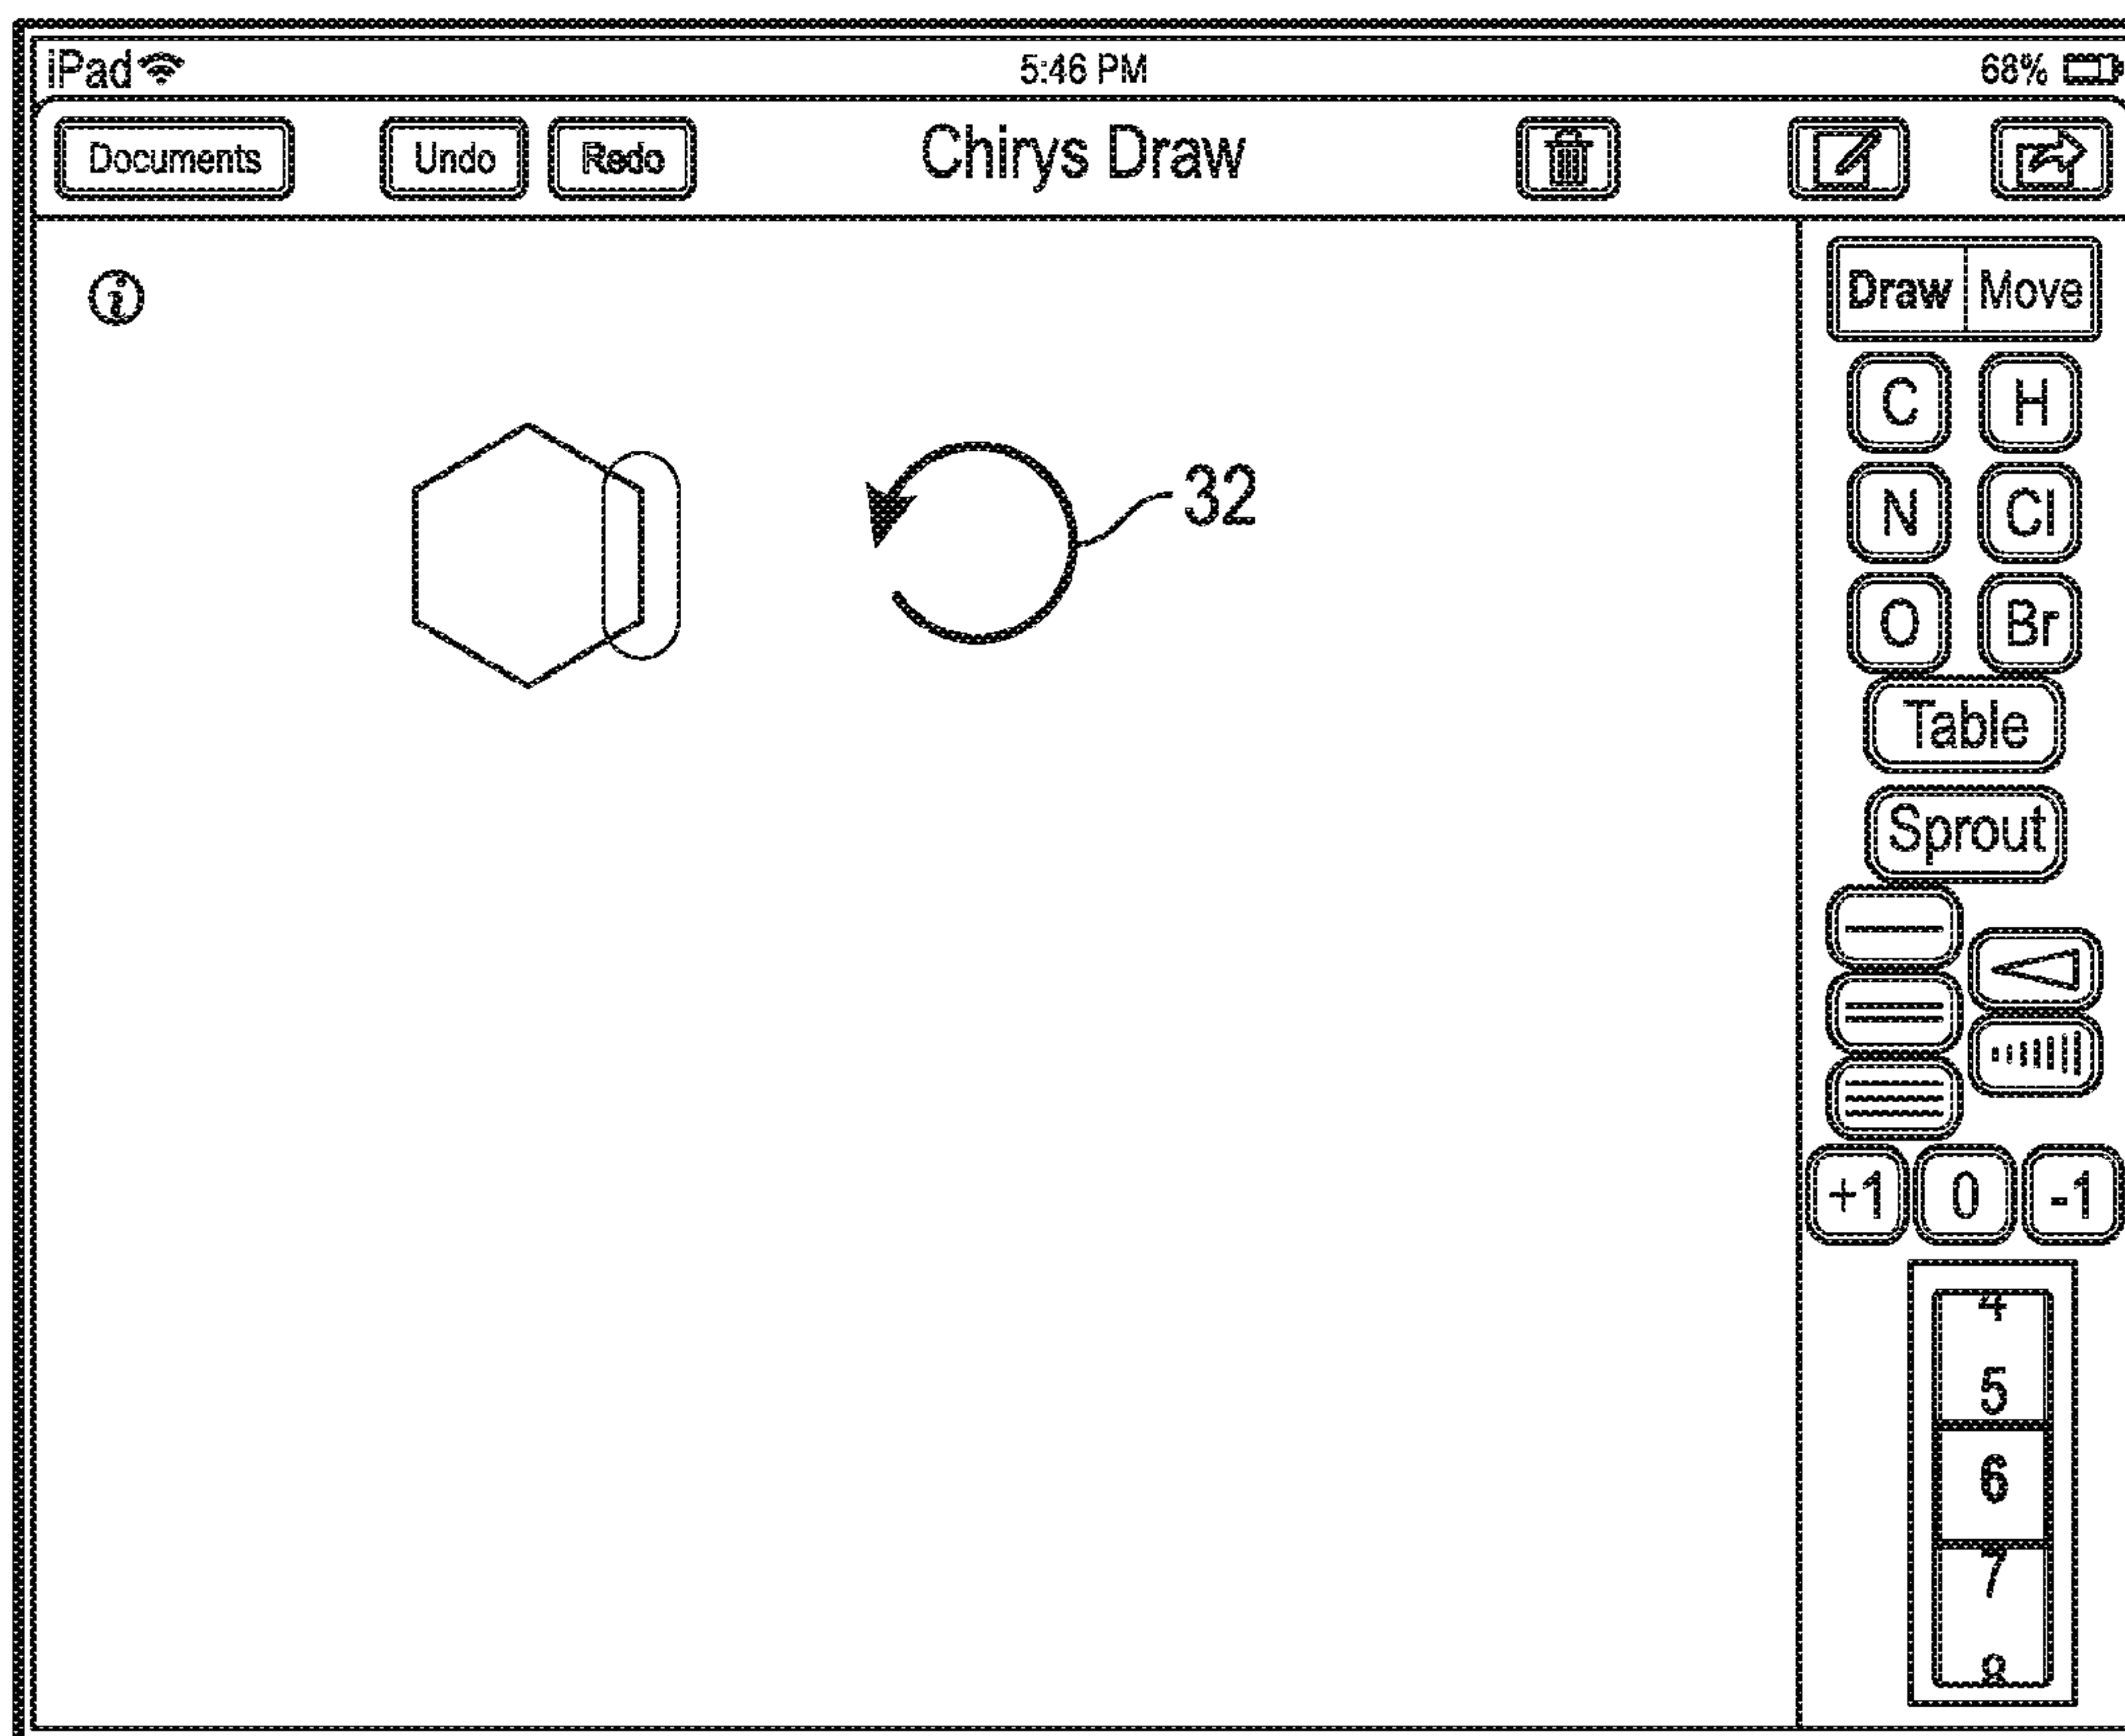 iPad 5:46 PM 68%
Documents Undo Redo Chirys Draw
i
Draw Move
C H
32
N Cl
O Br
Table
Sprout
+1 0 -1
4
5
6
7
8